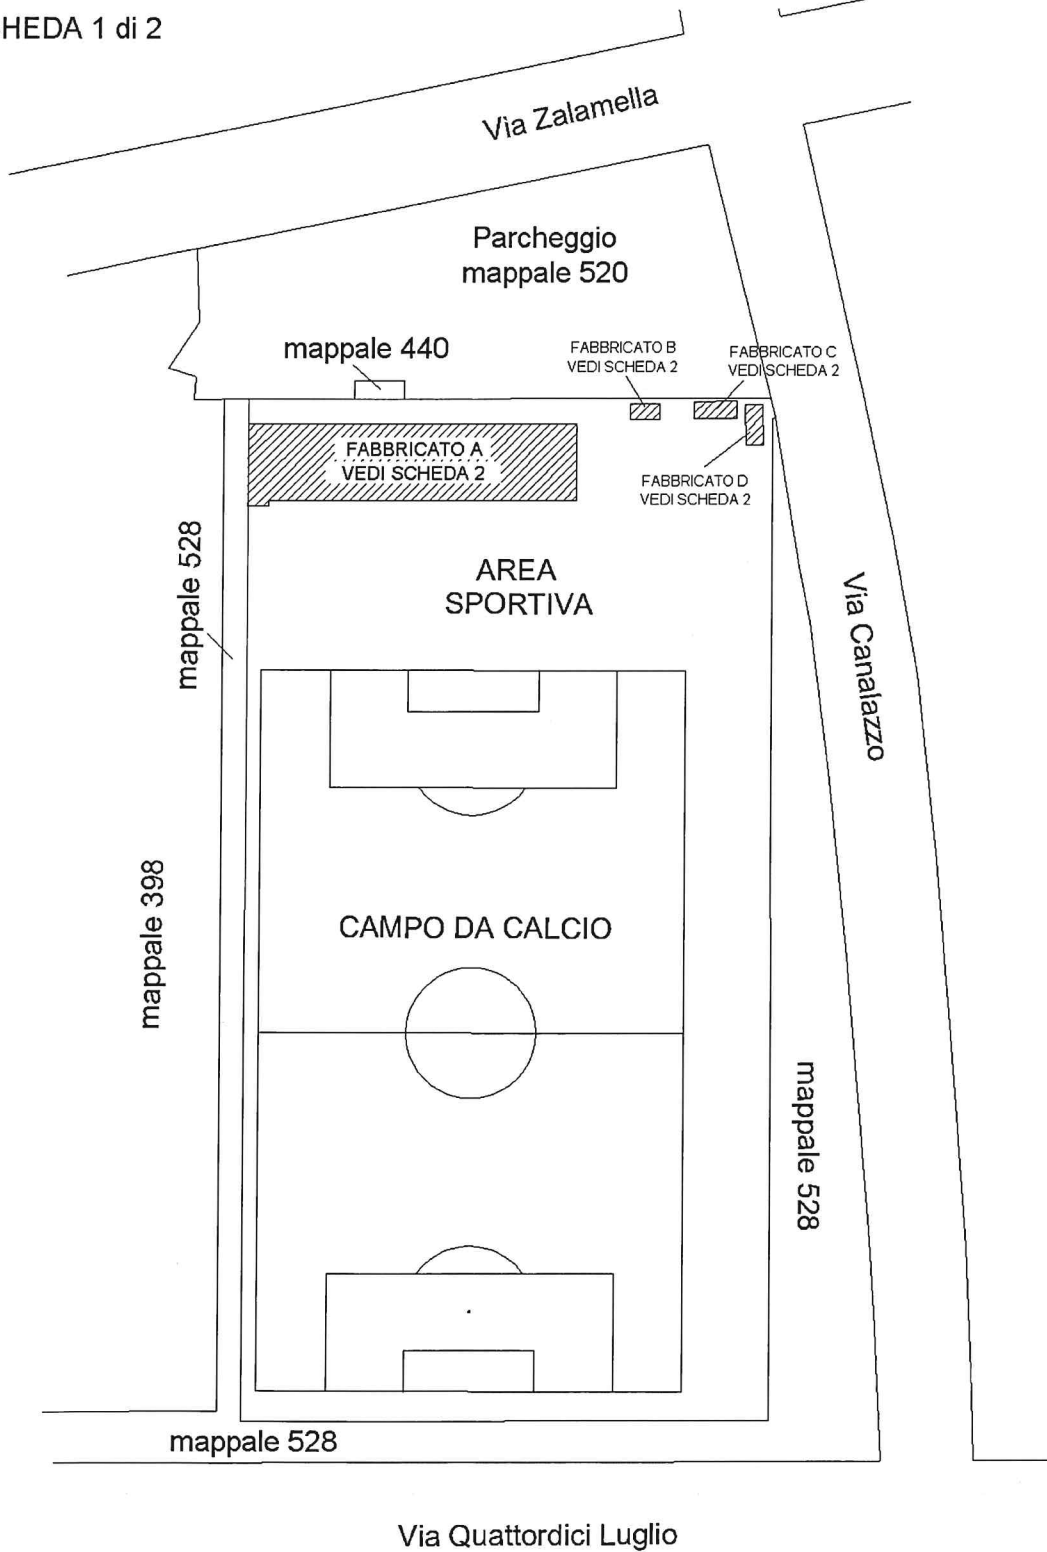 HEDA 1 di 2
Via Zalamella
Parcheggio
mappale 520
mappale 440
FABBRICATO B
VEDI SCHEDA 2
FABBRICATO C
VEDI SCHEDA 2
FABBRICATO A
VEDI SCHEDA 2
FABBRICATO D
VEDI SCHEDA 2
mappale 528
AREA
SPORTIVA
Via Canalazzo
mappale 398
CAMPO DA CALCIO
mappale 528
mappale 528
Via Quattordici Luglio